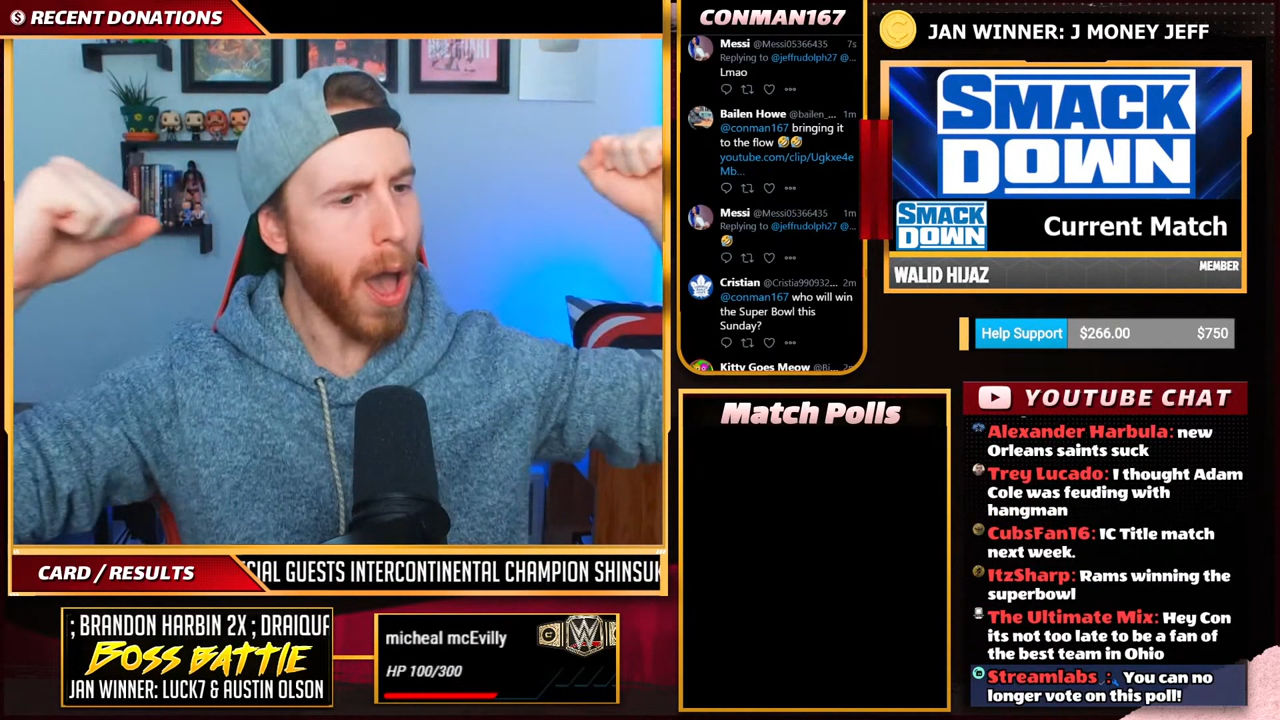 RECENT DONATIONS
CONMAN167
JAN WINNER: J MONEY JEFF
Messi @Messi05366435 7s
Replying to @jeffrudolph27 @...
Lmao
Bailen Howe @bailen_... 1m
@conman167 bringing it
to the flow 🤣🤣
youtube.com/clip/Ugkxe4e
Mb...
Messi @Messi05366435 1m
Replying to @jeffrudolph27 @...
🤣
Cristian @Cristia990932... 2m
@conman167 who will win
the Super Bowl this
Sunday?
Kitty Goes Meow @Bi... 2m
SMACK
DOWN
SMACK
DOWN
Current Match
WALID HIJAZ
MEMBER
Help Support $266.00 $750
Match Polls
YOUTUBE CHAT
Alexander Harbula: new
Orleans saints suck
Trey Lucado: I thought Adam
Cole was feuding with
hangman
CubsFan16: IC Title match
next week.
ItzSharp: Rams winning the
superbowl
The Ultimate Mix: Hey Con
its not too late to be a fan of
the best team in Ohio
Streamlabs : You can no
longer vote on this poll!
CARD / RESULTS
CIAL GUESTS INTERCONTINENTAL CHAMPION SHINSUK
; BRANDON HARBIN 2X ; DRAIQUF
BOSS BATTLE
JAN WINNER: LUCK7 & AUSTIN OLSON
micheal mcEvilly
HP 100/300